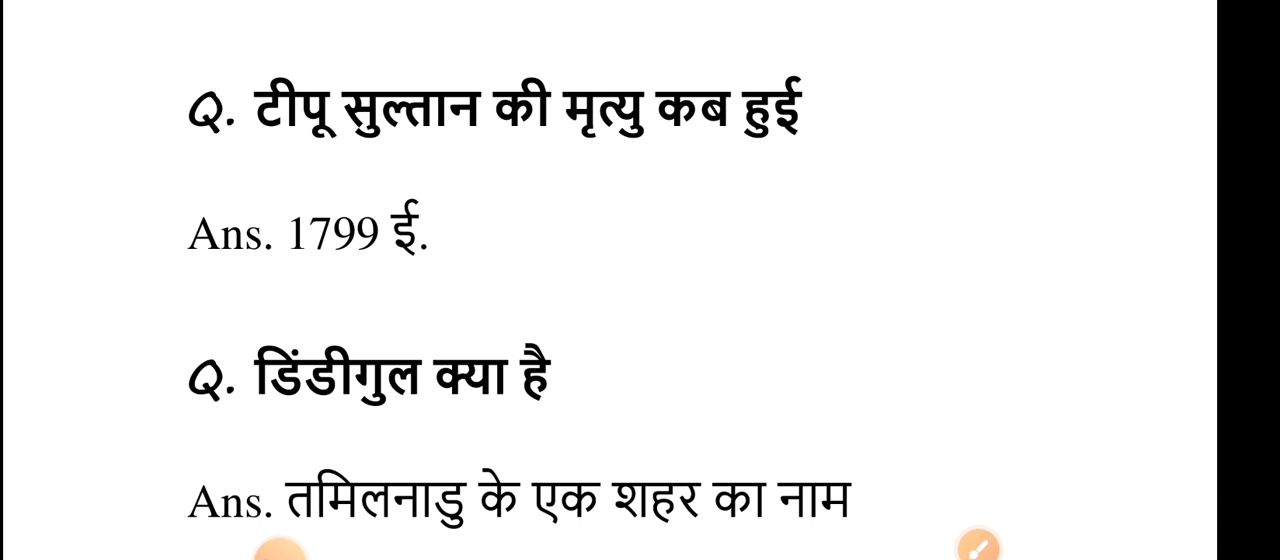 Q. टीपू सुल्तान की मृत्यु कब हुई
Ans. 1799 ई.
Q. डिंडीगुल क्या है
Ans. तमिलनाडु के एक शहर का नाम